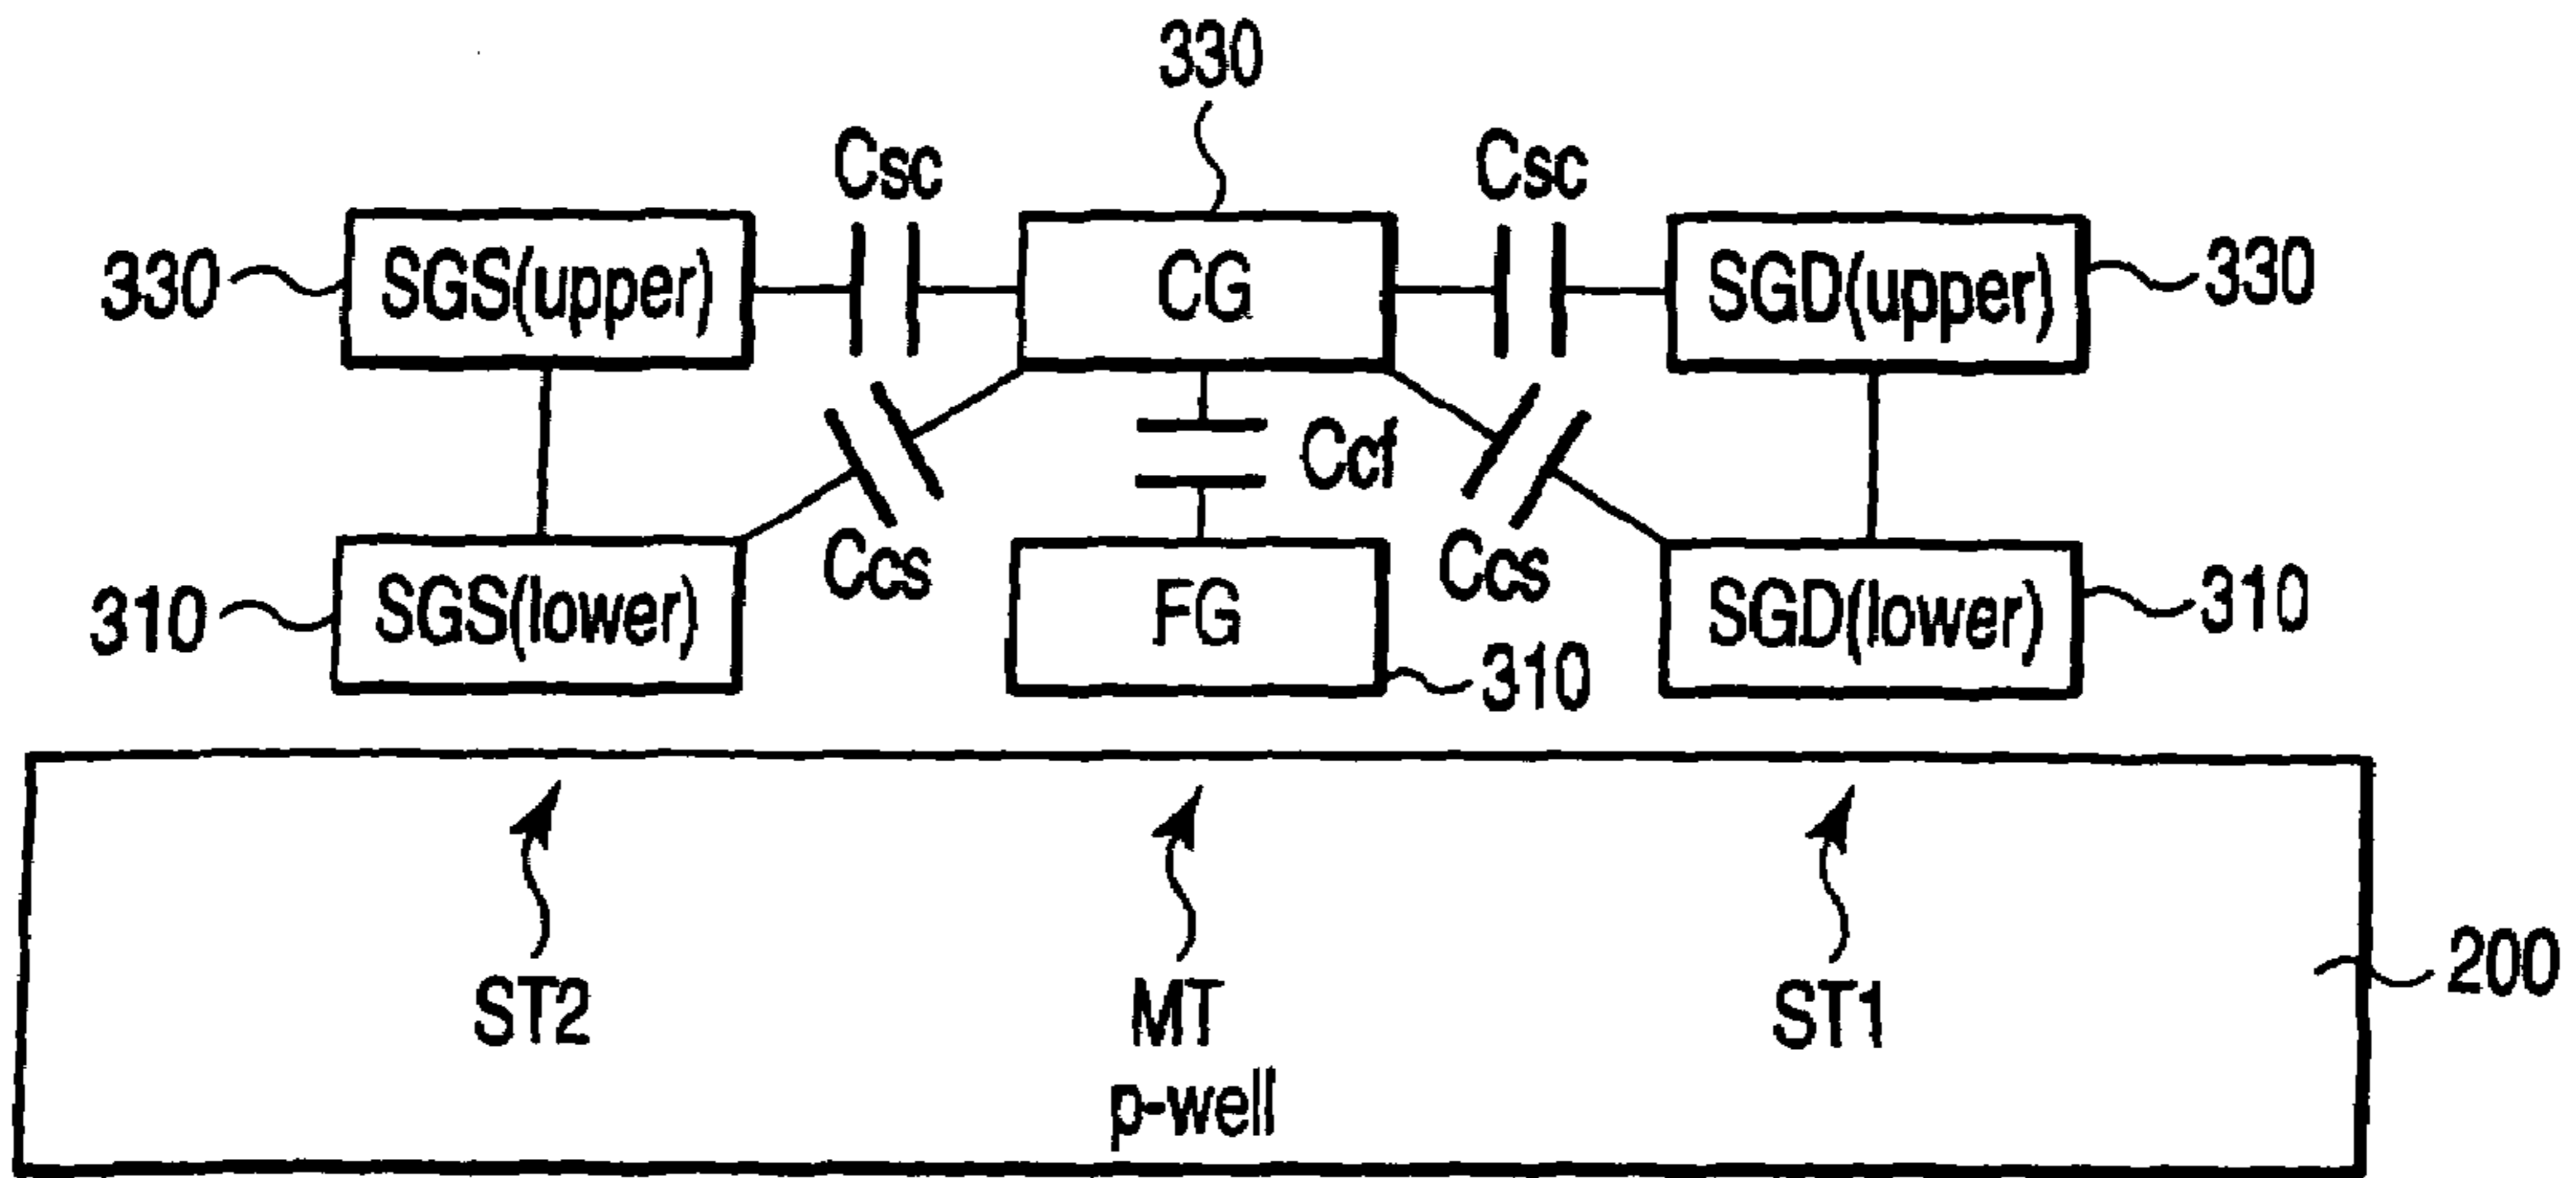 330
Csc Csc
330 SGS(upper) CG SGD(upper) 330
Ccf
Ccs Ccs
310 SGS(lower) FG SGD(lower) 310
310
200
ST2 MT ST1
p-well